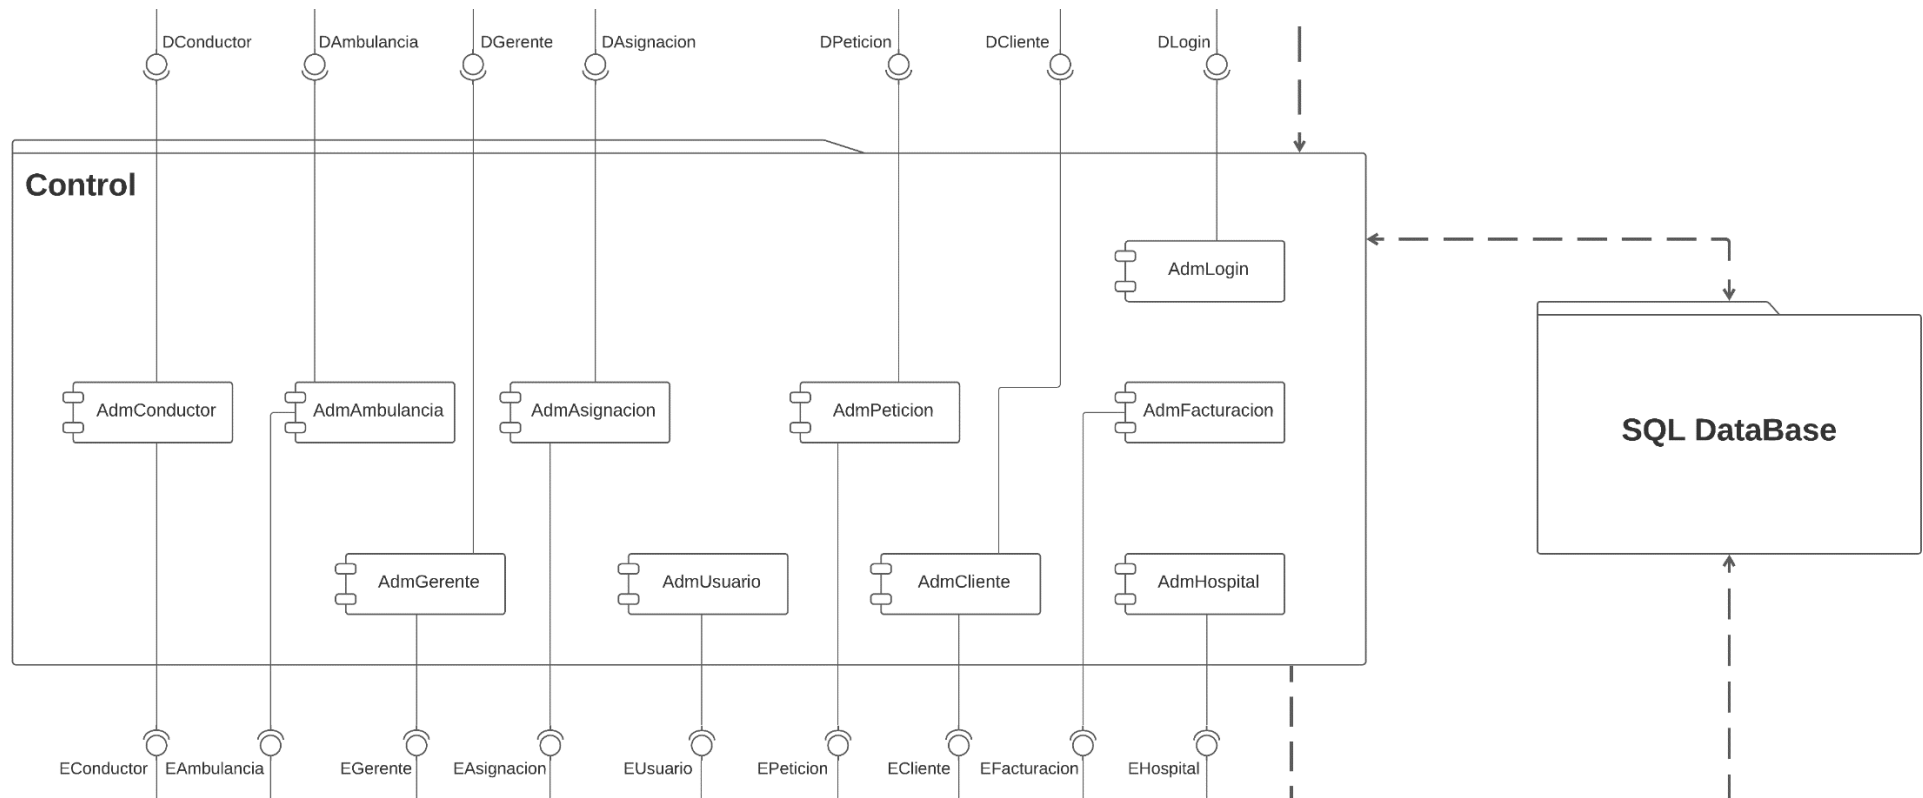 DConductor
DAmbulancia
DGerente
DAsignacion
DPeticion
DCliente
DLogin
Control
AdmLogin
AdmConductor
AdmAmbulancia
AdmAsignacion
AdmPeticion
AdmFacturacion
SQL DataBase
AdmGerente
AdmUsuario
AdmCliente
AdmHospital
EConductor
EAmbulancia
EGerente
EAsignacion
EUsuario
EPeticion
ECliente
EFacturacion
EHospital